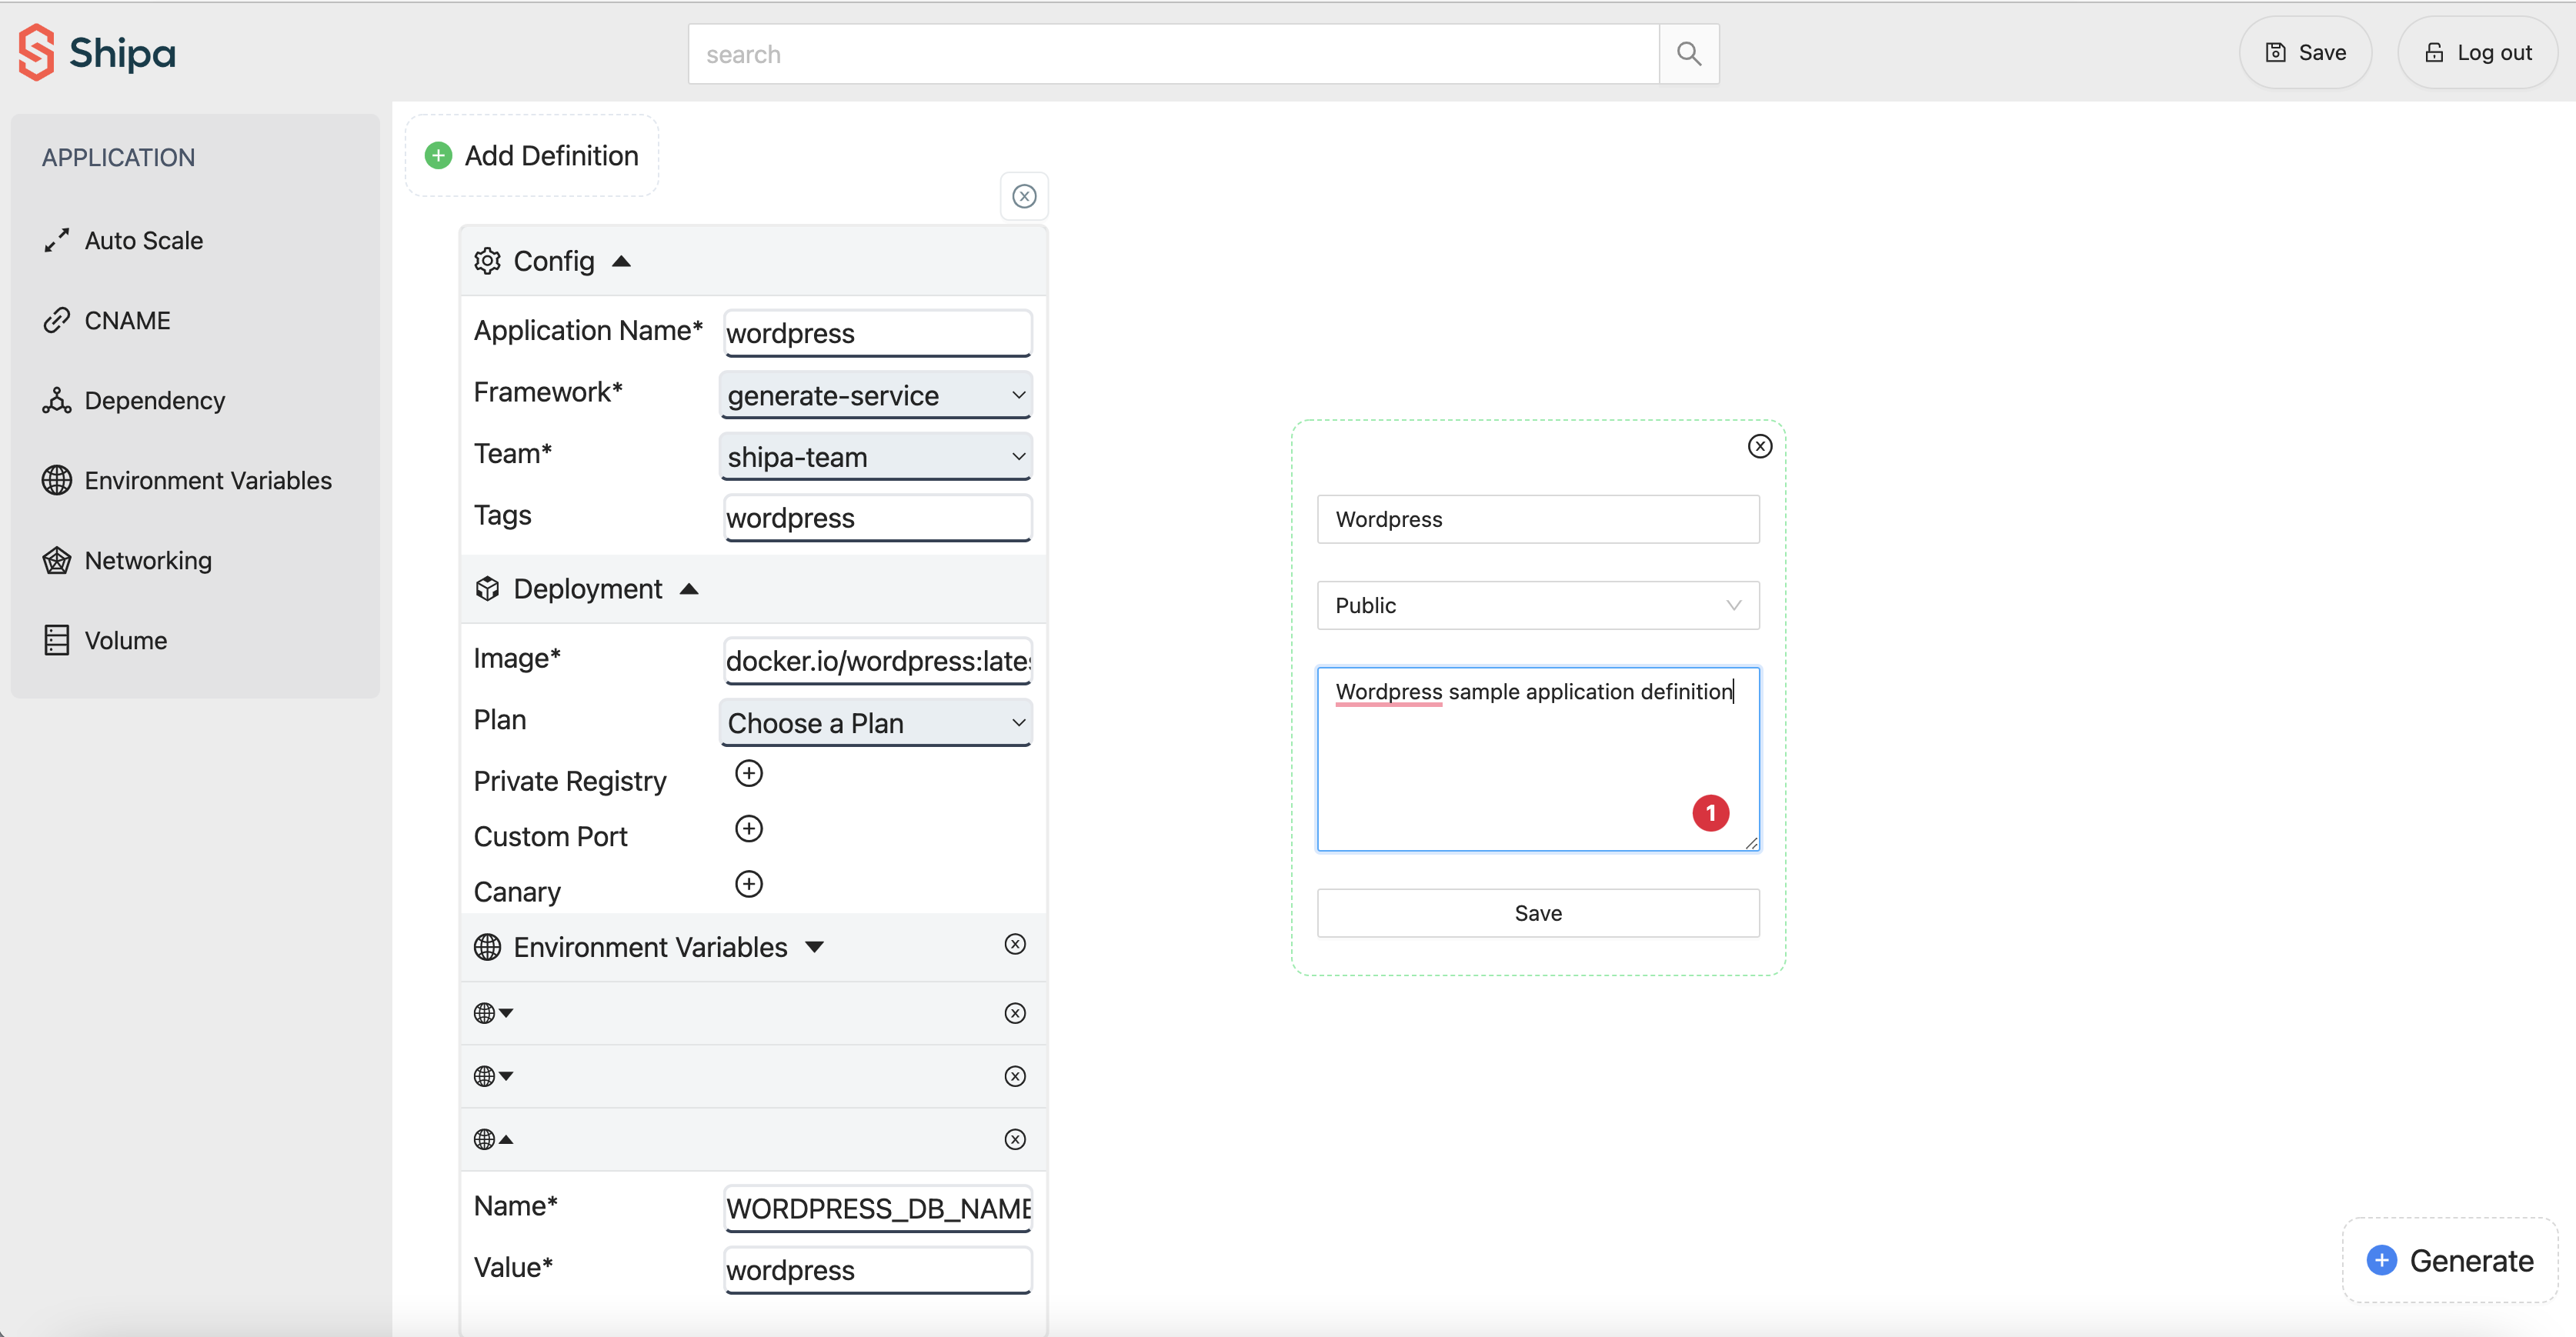 Shipa
search
Save
Log out
APPLICATION
Auto Scale
CNAME
Dependency
Environment Variables
Networking
Volume
Add Definition
Config
Application Name*
wordpress
Framework*
generate-service
Team*
shipa-team
Tags
wordpress
Deployment
Image*
docker.io/wordpress:lates
Plan
Choose a Plan
Private Registry
Custom Port
Canary
Environment Variables
Name*
WORDPRESS_DB_NAME
Value*
wordpress
Wordpress
Public
Wordpress sample application definition
1
Save
Generate